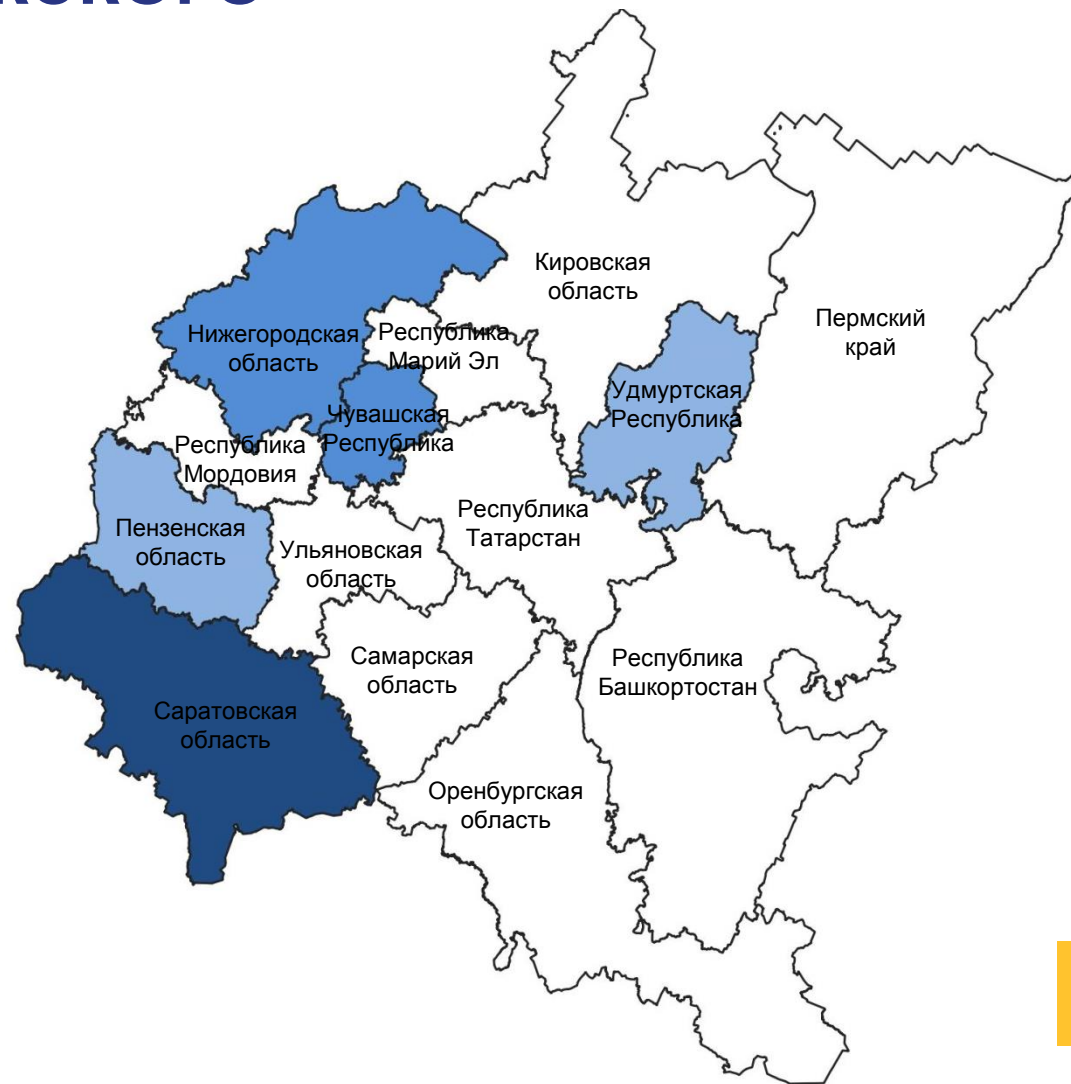 Кировская
область
Пермский
край
Нижегородская
область
Республика
Марий Эл
Удмуртская
Республика
Чувашская
Республика
Республика
Мордовия
Республика
Татарстан
Пензенская
область
Ульяновская
область
Самарская
область
Республика
Башкортостан
Саратовская
область
Оренбургская
область